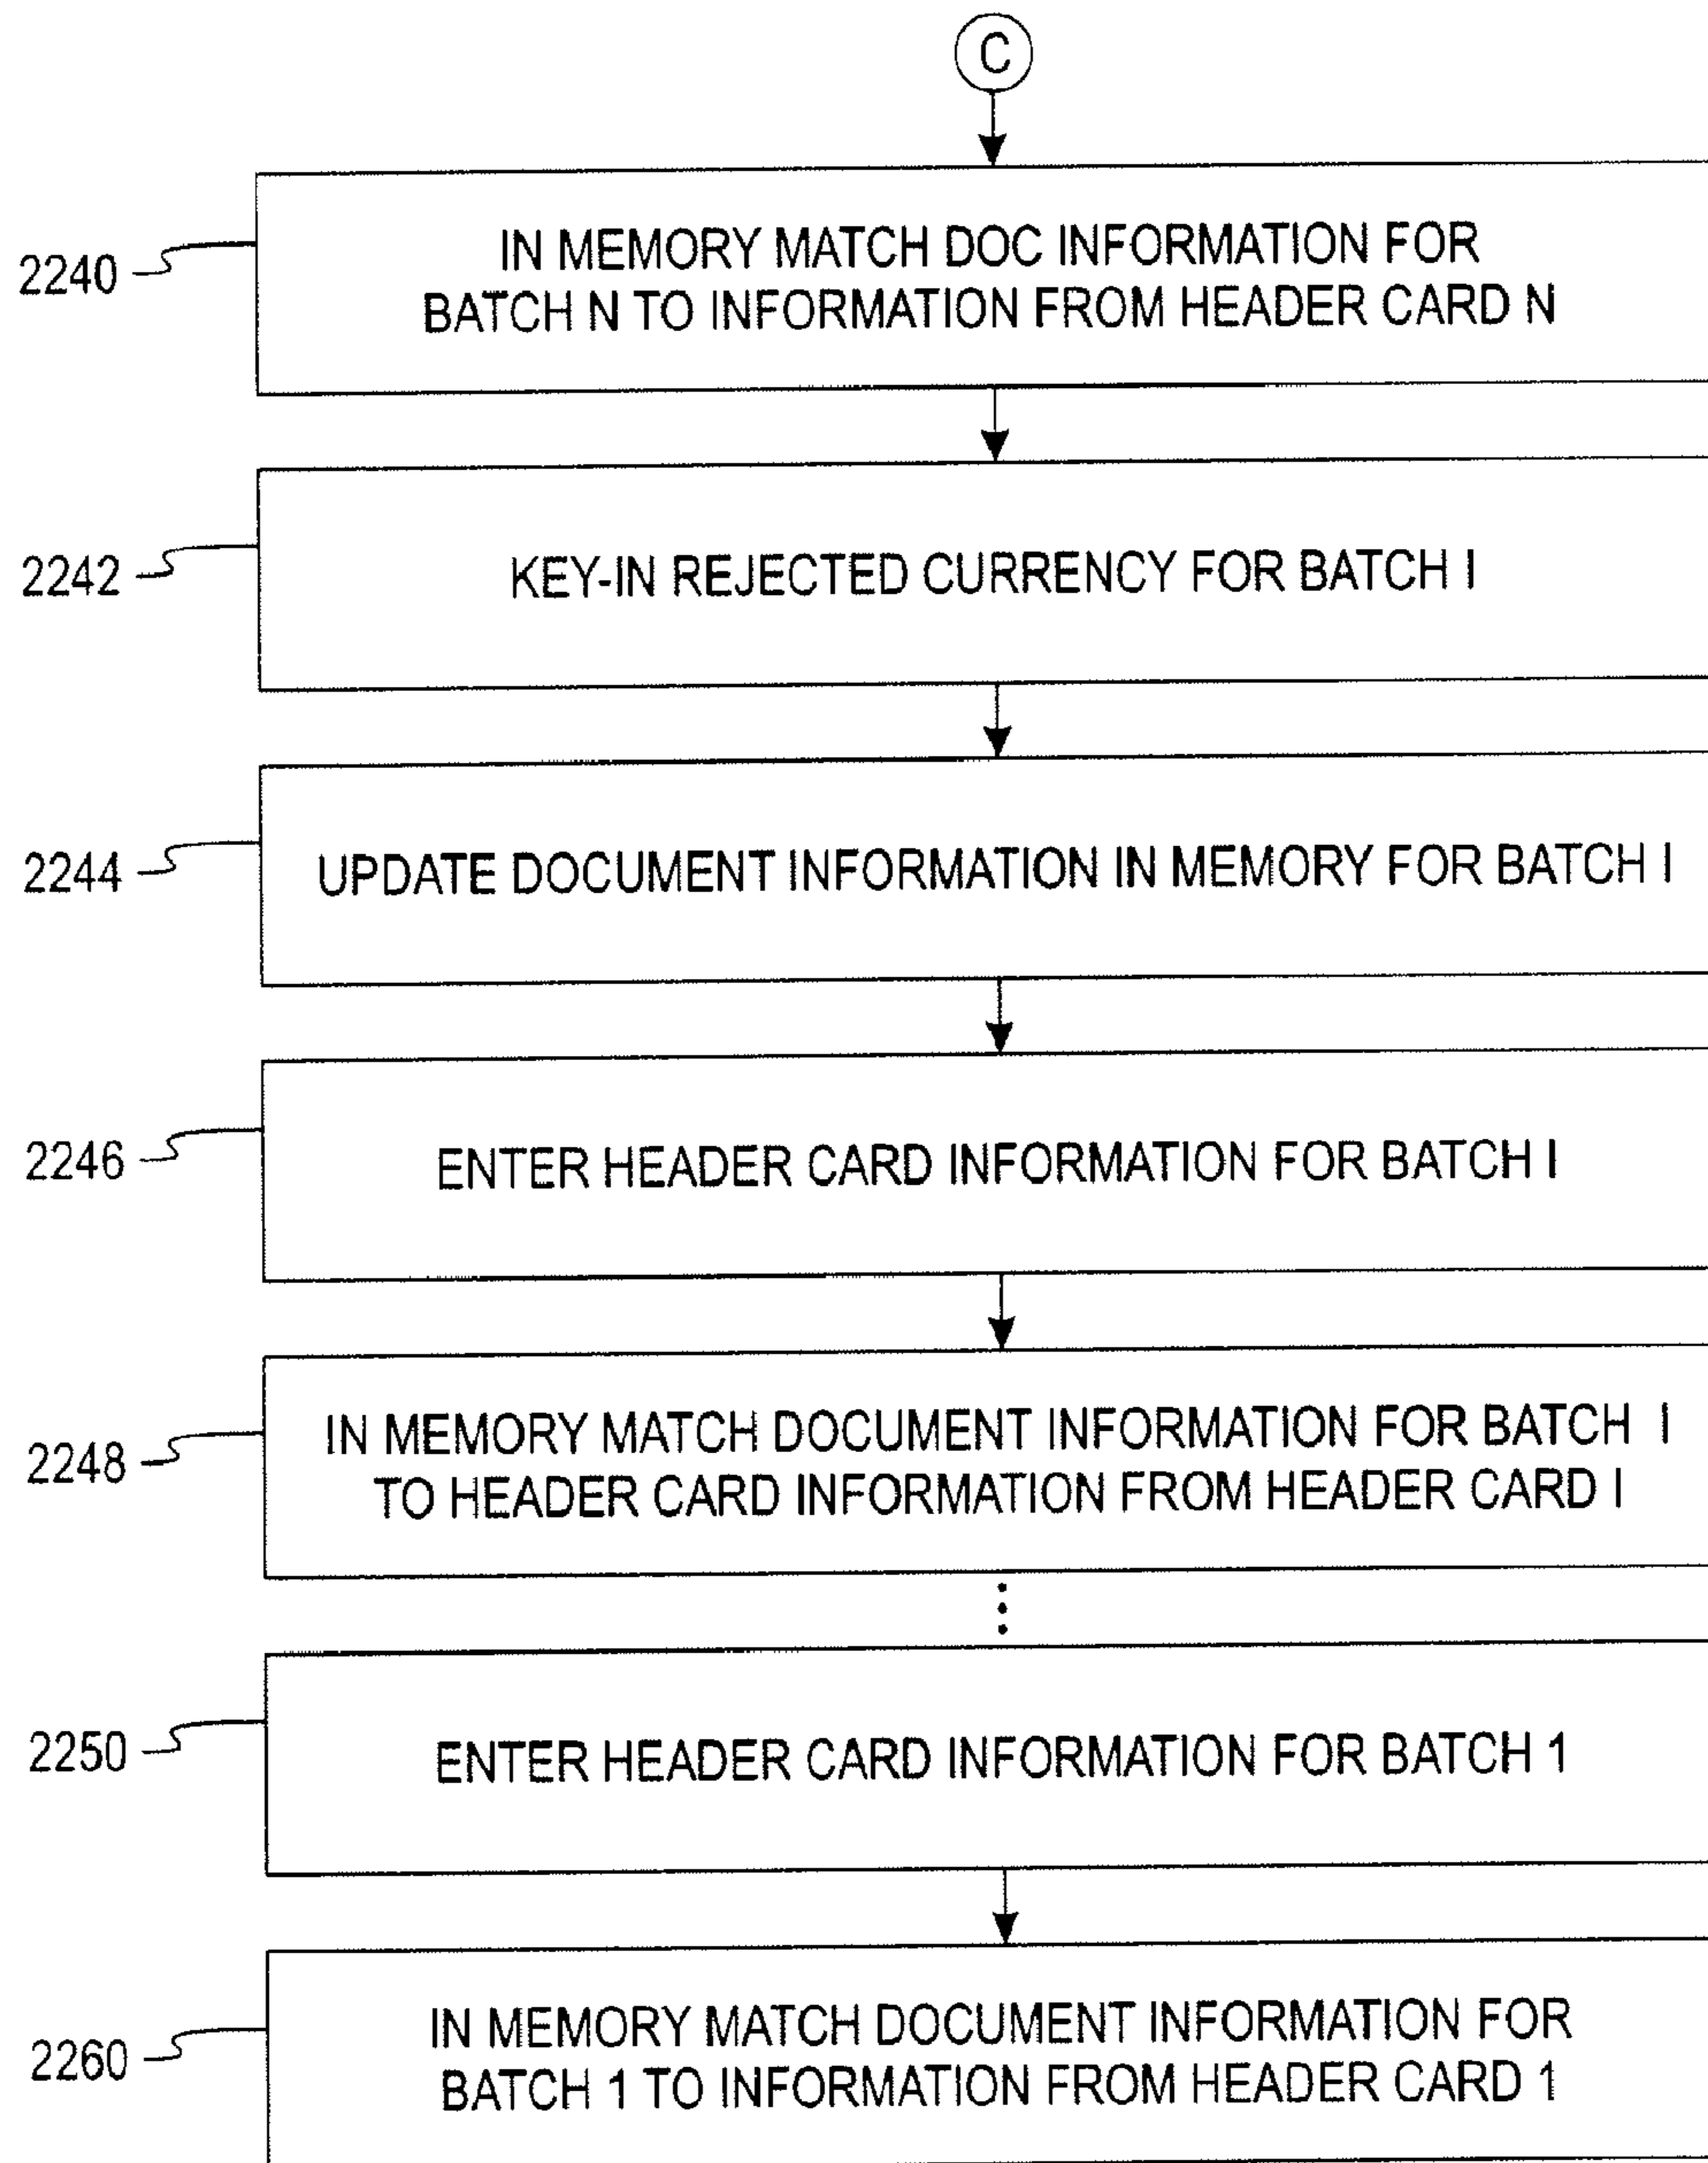 C
2240
IN MEMORY MATCH DOC INFORMATION FOR
BATCH N TO INFORMATION FROM HEADER CARD N
2242
KEY-IN REJECTED CURRENCY FOR BATCH I
2244
UPDATE DOCUMENT INFORMATION IN MEMORY FOR BATCH I
2246
ENTER HEADER CARD INFORMATION FOR BATCH I
2248
IN MEMORY MATCH DOCUMENT INFORMATION FOR BATCH I
TO HEADER CARD INFORMATION FROM HEADER CARD I
2250
ENTER HEADER CARD INFORMATION FOR BATCH 1
2260
IN MEMORY MATCH DOCUMENT INFORMATION FOR
BATCH 1 TO INFORMATION FROM HEADER CARD 1